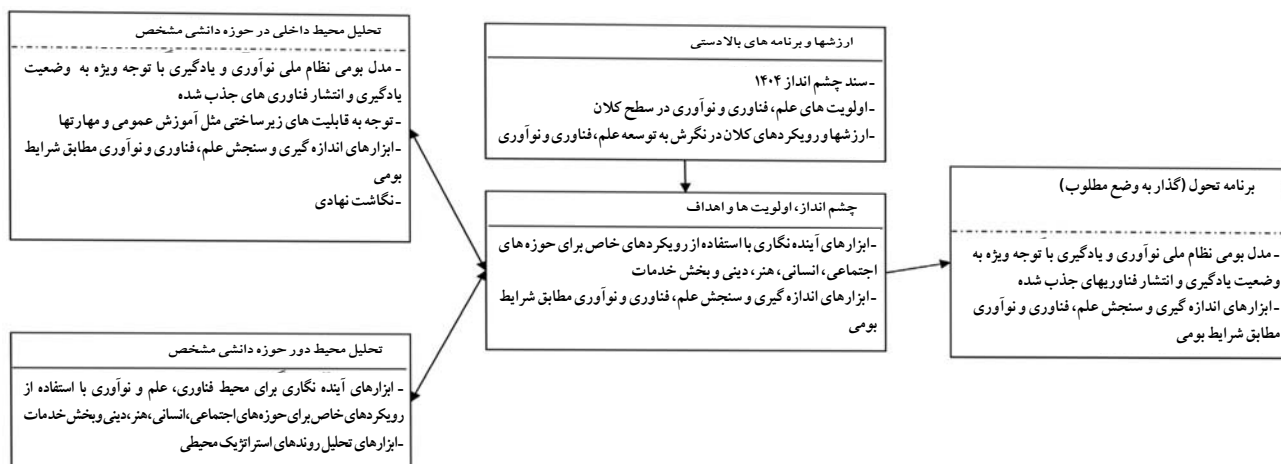 تحلیل محیط داخلی در حوزه دانشی مشخص
- مدل بومی نظام ملی نوآوری و یادگیری با توجه ویژه به وضعیت
یادگیری و انتشار فناوری های جذب شده
- توجه به قابلیت های زیرساختی مثل آموزش عمومی و مهارتها
-ابزارهای اندازه گیری و سنجش علم، فناوری و نوآوری مطابق شرایط
بومی
-نگاشت نهادی
ارزشها و برنامه های بالادستی
-سند چشم انداز ۱۴۰۴
-اولویت های علم، فناوری و نوآوری در سطح کلان
-ارزشها و رویکردهای کلان در نگرش به توسعه علم، فناوری و نوآوری
چشم انداز، اولویت ها و اهداف
-ابزارهای آینده نگاری با استفاده از رویکردهای خاص برای حوزه های
اجتماعی، انسانی، هنر، دینی و بخش خدمات
-ابزارهای اندازه گیری و سنجش علم، فناوری و نوآوری مطابق شرایط
بومی
برنامه تحول (گذار به وضع مطلوب)
- مدل بومی نظام ملی نوآوری و یادگیری با توجه ویژه به
وضعیت یادگیری و انتشار فناوریهای جذب شده
-ابزارهای اندازه گیری و سنجش علم، فناوری و نوآوری
مطابق شرایط بومی
تحلیل محیط دور حوزه دانشی مشخص
- ابزارهای آینده نگاری برای محیط فناوری، علم و نوآوری با استفاده از
رویکردهای خاص برای حوزه های اجتماعی، انسانی، هنر، دینی و بخش خدمات
-ابزارهای تحلیل روندهای استراتژیک محیطی